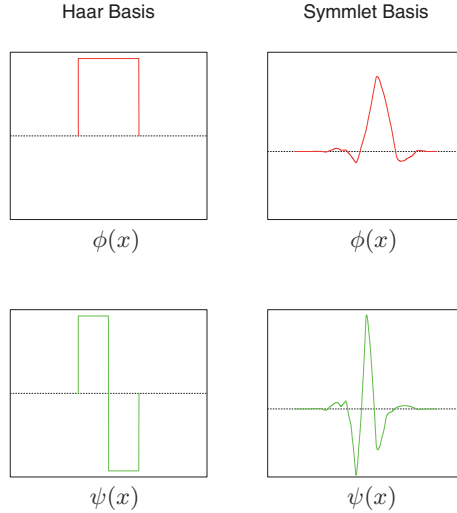 Haar Basis
Symmlet Basis
ϕ(x)
ϕ(x)
ψ(x)
ψ(x)